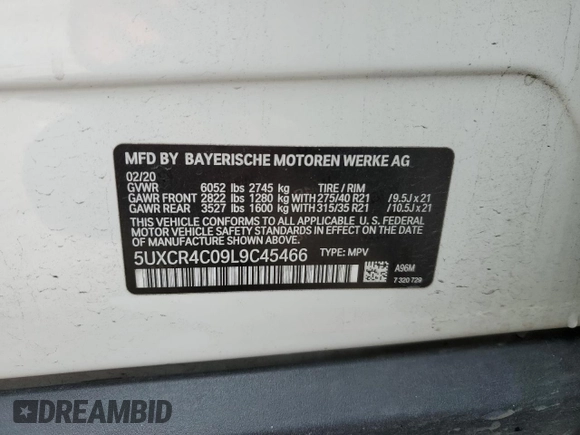 MFD BY BAYERISCHE MOTOREN WERKE AG
02/20
GVWR 6052 lbs 2745 kg TIRE / RIM
GAWR FRONT 2822 lbs 1280 kg WITH 275/40 R21 /9.5J x 21
GAWR REAR 3527 lbs 1600 kg WITH 315/35 R21 /10.5J x 21
THIS VEHICLE CONFORMS TO ALL APPLICABLE U. S. FEDERAL
MOTOR VEHICLE SAFETY STANDARDS IN EFFECT ON THE DATE OF
MANUFACTURE SHOWN ABOVE.
5UXCR4C09L9C45466 TYPE: MPV
A96M
7 320 729
DREAMBID